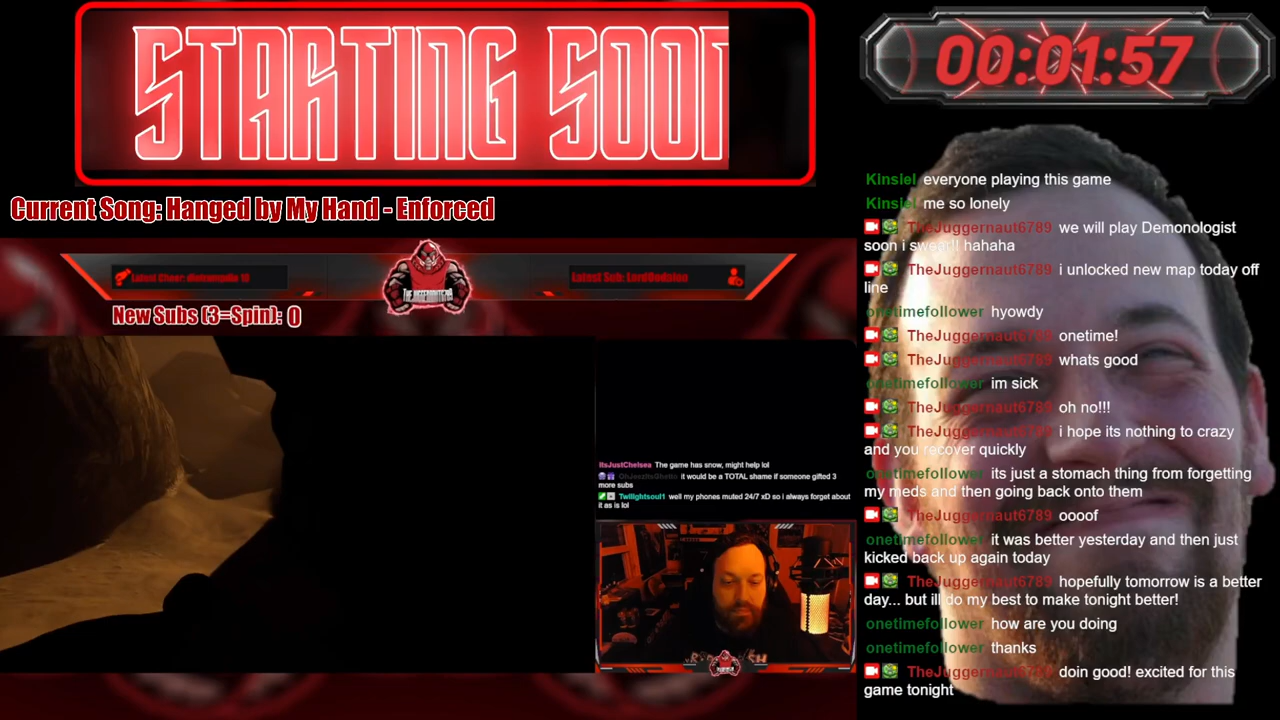 STARTING SOON
00:01:57
Current Song: Hanged by My Hand - Enforced
New Subs (3=Spin): 0
Kinsiel everyone playing this game
Kinsiel me so lonely
TheJuggernaut6789 we will play Demonologist
soon i swear!! hahaha
TheJuggernaut6789 i unlocked new map today off
line
onetimefollower hyowdy
TheJuggernaut6789 onetime!
TheJuggernaut6789 whats good
onetimefollower im sick
TheJuggernaut6789 oh no!!!
TheJuggernaut6789 i hope its nothing to crazy
and you recover quickly
onetimefollower its just a stomach thing from forgetting
my meds and then going back onto them
TheJuggernaut6789 oooof
onetimefollower it was better yesterday and then just
kicked back up again today
TheJuggernaut6789 hopefully tomorrow is a better
day... but ill do my best to make tonight better!
onetimefollower how are you doing
onetimefollower thanks
TheJuggernaut6789 doin good! excited for this
game tonight
ItsJustChelsea The game has snow, might help lol
it would be a TOTAL shame if someone gifted 3
more subs
Twilightsoul1 well my phones muted 24/7 xD so i always forget about
it as is lol